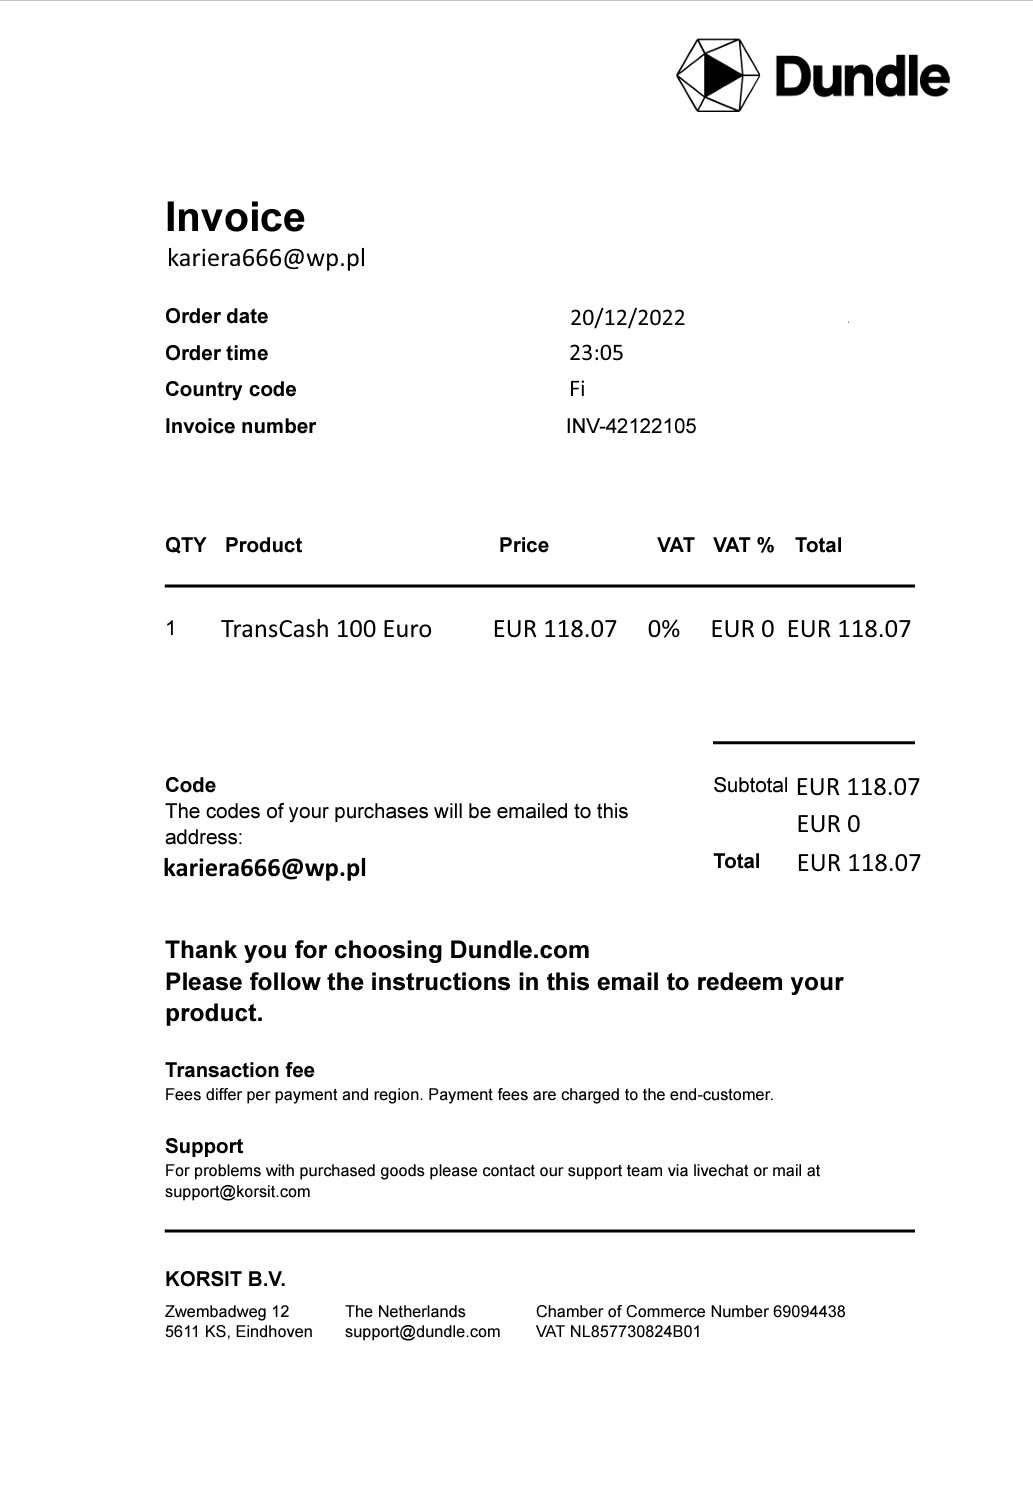 Dundle
Invoice
kariera666@wp.pl
Order date 20/12/2022
Order time 23:05
Country code Fi
Invoice number INV-42122105
QTY Product Price VAT VAT % Total
1 TransCash 100 Euro EUR 118.07 0% EUR 0 EUR 118.07
Code Subtotal EUR 118.07
The codes of your purchases will be emailed to this
EUR 0
address:
kariera666@wp.pl Total EUR 118.07
Thank you for choosing Dundle.com
Please follow the instructions in this email to redeem your
product.
Transaction fee
Fees differ per payment and region. Payment fees are charged to the end-customer.
Support
For problems with purchased goods please contact our support team via livechat or mail at
support@korsit.com
KORSIT B.V.
Zwembadweg 12 The Netherlands Chamber of Commerce Number 69094438
5611 KS, Eindhoven support@dundle.com VAT NL857730824B01